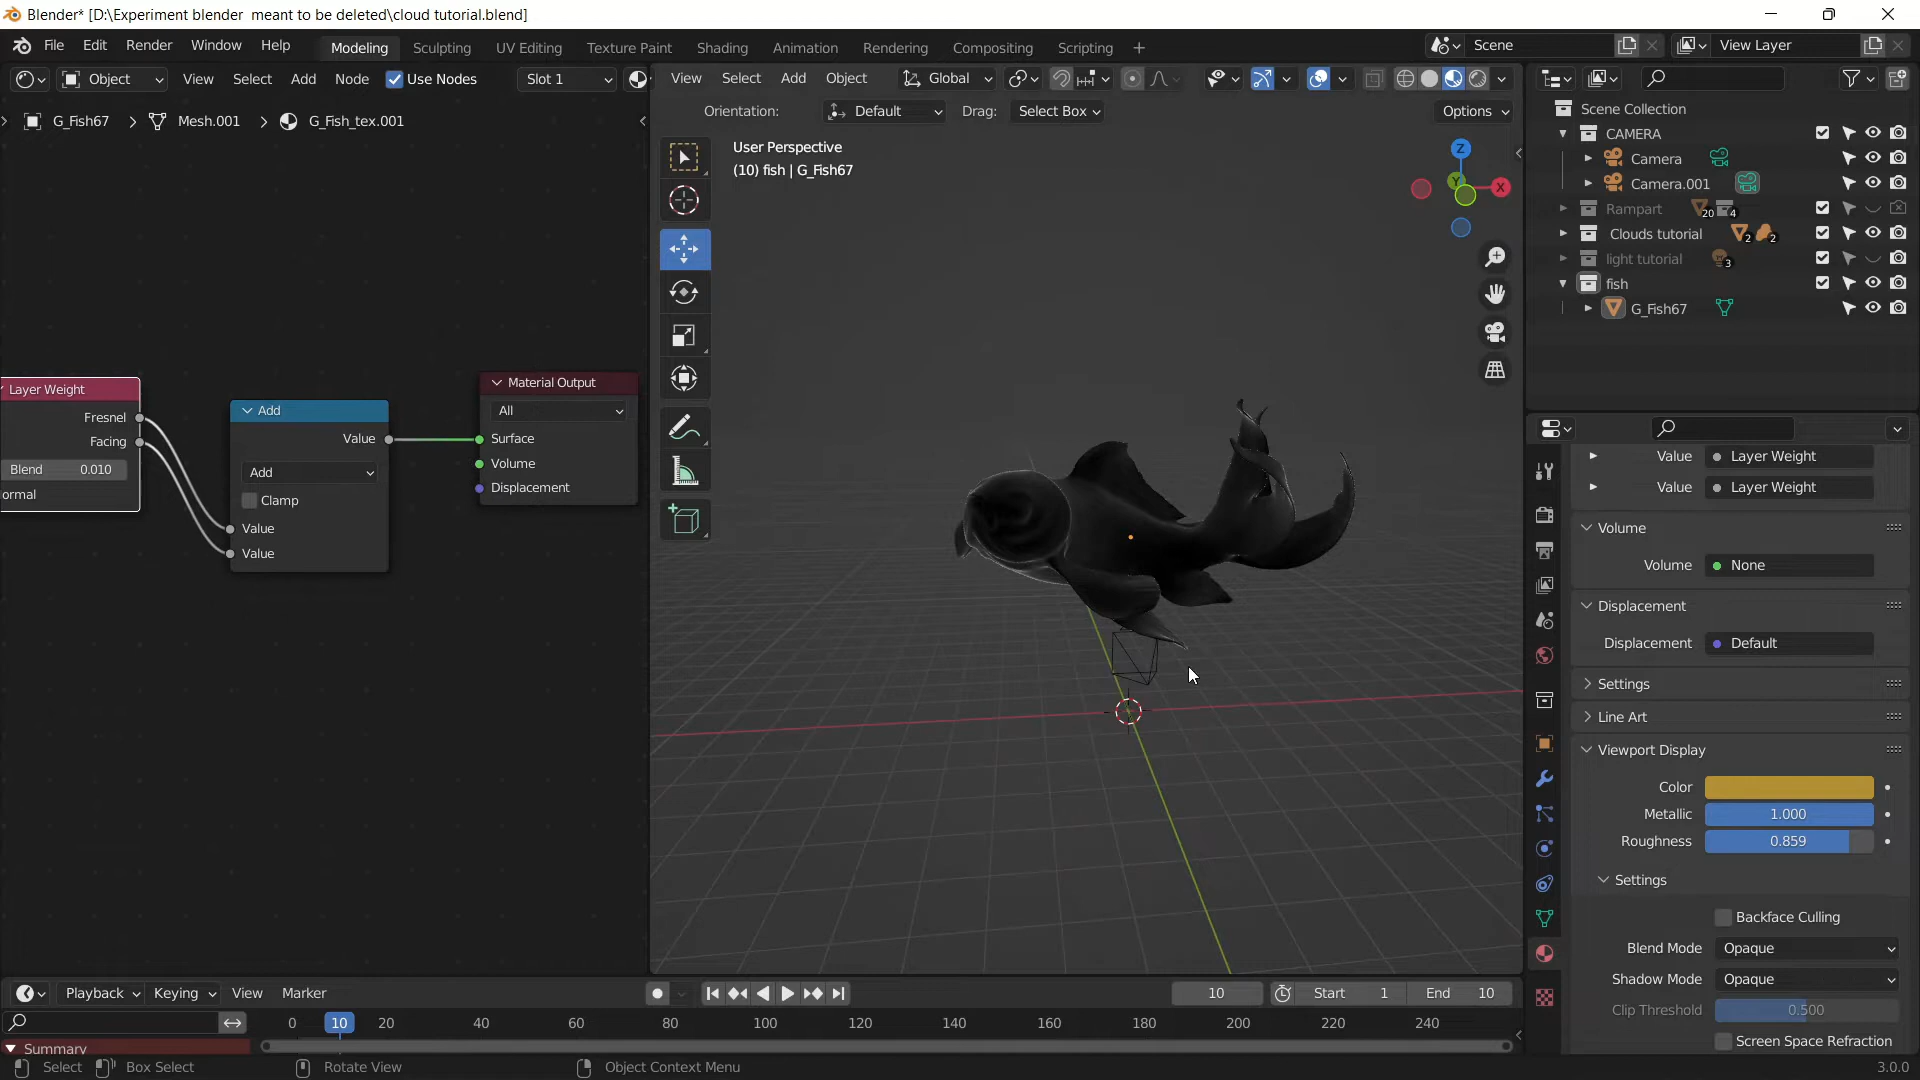 Blender* [D:\Experiment blender  meant to be deleted\cloud tutorial.blend]
File Edit Render Window Help Modeling Sculpting UV Editing Texture Paint Shading Animation Rendering Compositing Scripting + Scene View Layer
Object View Select Add Node Use Nodes Slot 1 View Select Add Object Global
Orientation: Default Drag: Select Box Options
G_Fish67 > Mesh.001 > G_Fish_tex.001
User Perspective
(10) fish | G_Fish67
Z
Y
X
Layer Weight
Fresnel
Facing
Blend 0.010
ormal
Add
Value
Add
Clamp
Value
Value
Material Output
All
Surface
Volume
Displacement
Scene Collection
CAMERA
Camera
Camera.001
Rampart 20 4
Clouds tutorial 2 2
light tutorial 3
fish
G_Fish67
Value Layer Weight
Value Layer Weight
Volume
Volume None
Displacement
Displacement Default
Settings
Line Art
Viewport Display
Color
Metallic 1.000
Roughness 0.859
Settings
Backface Culling
Blend Mode Opaque
Shadow Mode Opaque
Clip Threshold 0.500
Screen Space Refraction
Playback Keying View Marker 10 Start 1 End 10
0 10 20 40 60 80 100 120 140 160 180 200 220 240
Summary
Select Box Select Rotate View Object Context Menu 3.0.0